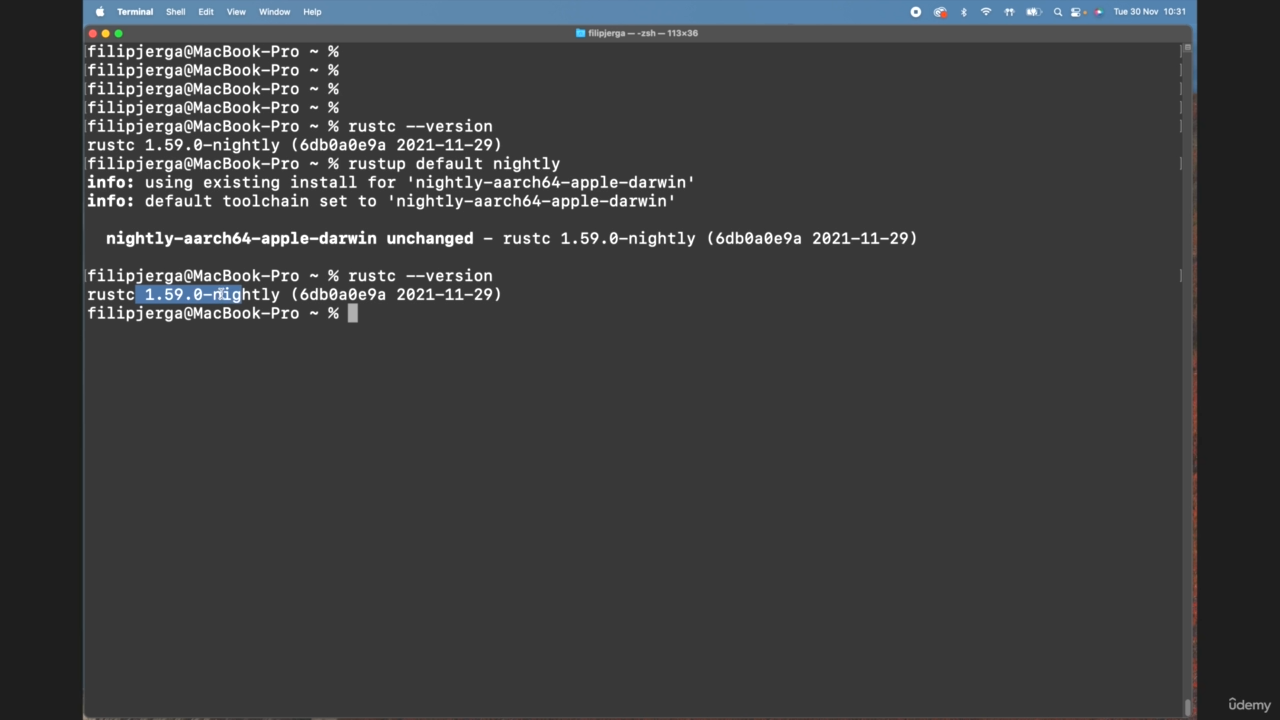 Terminal Shell Edit View Window Help Tue 30 Nov 10:31
filipjerga — -zsh — 113×36
filipjerga@MacBook-Pro ~ %
filipjerga@MacBook-Pro ~ %
filipjerga@MacBook-Pro ~ %
filipjerga@MacBook-Pro ~ %
filipjerga@MacBook-Pro ~ % rustc --version
rustc 1.59.0-nightly (6db0a0e9a 2021-11-29)
filipjerga@MacBook-Pro ~ % rustup default nightly
info: using existing install for 'nightly-aarch64-apple-darwin'
info: default toolchain set to 'nightly-aarch64-apple-darwin'
nightly-aarch64-apple-darwin unchanged - rustc 1.59.0-nightly (6db0a0e9a 2021-11-29)
filipjerga@MacBook-Pro ~ % rustc --version
rustc 1.59.0-nightly (6db0a0e9a 2021-11-29)
filipjerga@MacBook-Pro ~ %
ûdemy